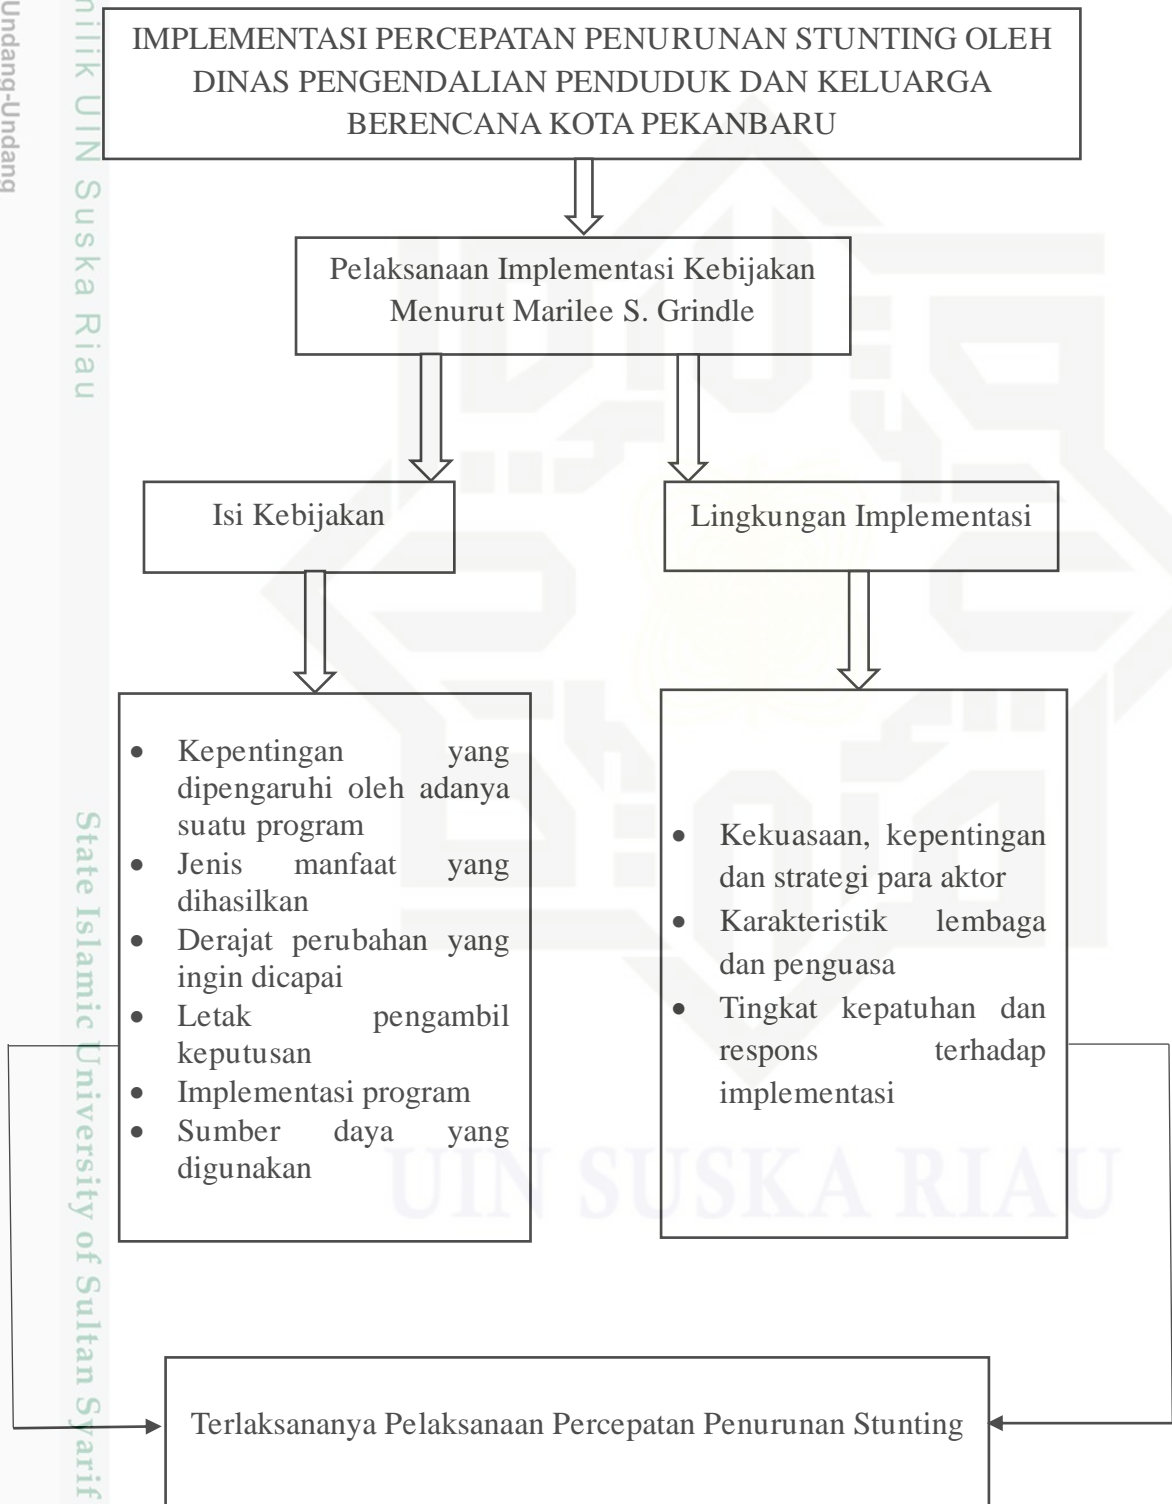 IMPLEMENTASI PERCEPATAN PENURUNAN STUNTING OLEH
DINAS PENGENDALIAN PENDUDUK DAN KELUARGA
BERENCANA KOTA PEKANBARU
Pelaksanaan Implementasi Kebijakan
Menurut Marilee S. Grindle
Isi Kebijakan
Lingkungan Implementasi
• Kepentingan yang
dipengaruhi oleh adanya
suatu program
• Jenis manfaat yang
dihasilkan
• Derajat perubahan yang
ingin dicapai
• Letak pengambil
keputusan
• Implementasi program
• Sumber daya yang
digunakan
• Kekuasaan, kepentingan
dan strategi para aktor
• Karakteristik lembaga
dan penguasa
• Tingkat kepatuhan dan
respons terhadap
implementasi
Terlaksananya Pelaksanaan Percepatan Penurunan Stunting
UIN SUSKA RIAU
Undang-Undang
milik UIN Suska Riau
State Islamic University of Sultan Syarif